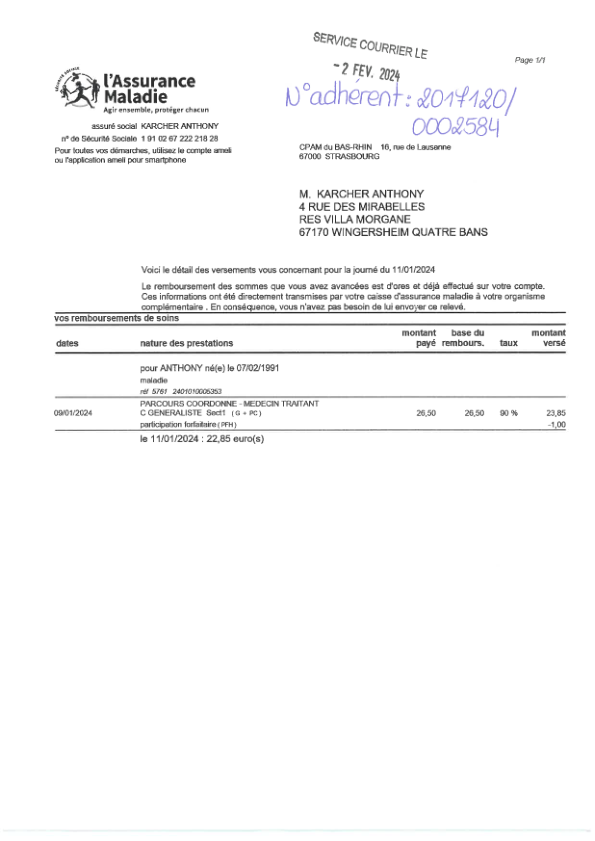 SERVICE COURRIER LE
-2 FEV. 2024
Page 1/1
N°adhérent : 2017120/
0002584
SÉCURITÉ SOCIALE
l'Assurance
Maladie
Agir ensemble, protéger chacun
assuré social KARCHER ANTHONY
n° de Sécurité Sociale 1 91 02 67 222 218 28
Pour toutes vos démarches, utilisez le compte ameli
ou l'application ameli pour smartphone
CPAM du BAS-RHIN 16, rue de Lausanne
67000 STRASBOURG
M. KARCHER ANTHONY
4 RUE DES MIRABELLES
RES VILLA MORGANE
67170 WINGERSHEIM QUATRE BANS
Voici le détail des versements vous concernant pour la journée du 11/01/2024
Le remboursement des sommes que vous avez avancées est d'ores et déjà effectué sur votre compte.
Ces informations ont été directement transmises par votre caisse d'assurance maladie à votre organisme
complémentaire . En conséquence, vous n'avez pas besoin de lui envoyer ce relevé.
vos remboursements de soins
dates nature des prestations montant payé base du rembours. taux montant versé
pour ANTHONY né(e) le 07/02/1991
maladie
réf 5761 2401010005353
PARCOURS COORDONNE - MEDECIN TRAITANT
09/01/2024 C GENERALISTE Sect1 ( G + PC ) 26,50 26,50 90 % 23,85
participation forfaitaire ( PFH ) -1,00
le 11/01/2024 : 22,85 euro(s)